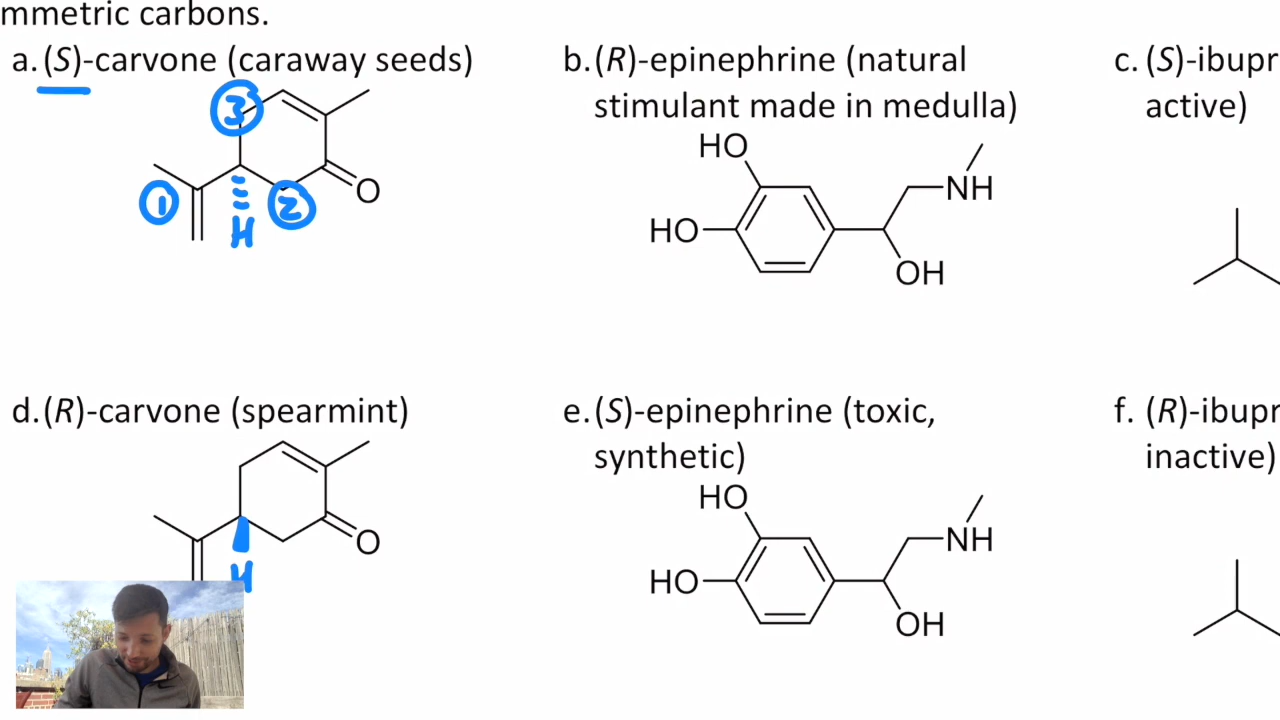 mmetric carbons.
a. (S)-carvone (caraway seeds)
3
O
1
2
H
b. (R)-epinephrine (natural
stimulant made in medulla)
HO
NH
HO
OH
c. (S)-ibupr
active)
d. (R)-carvone (spearmint)
O
H
e. (S)-epinephrine (toxic,
synthetic)
HO
NH
HO
OH
f. (R)-ibupr
inactive)